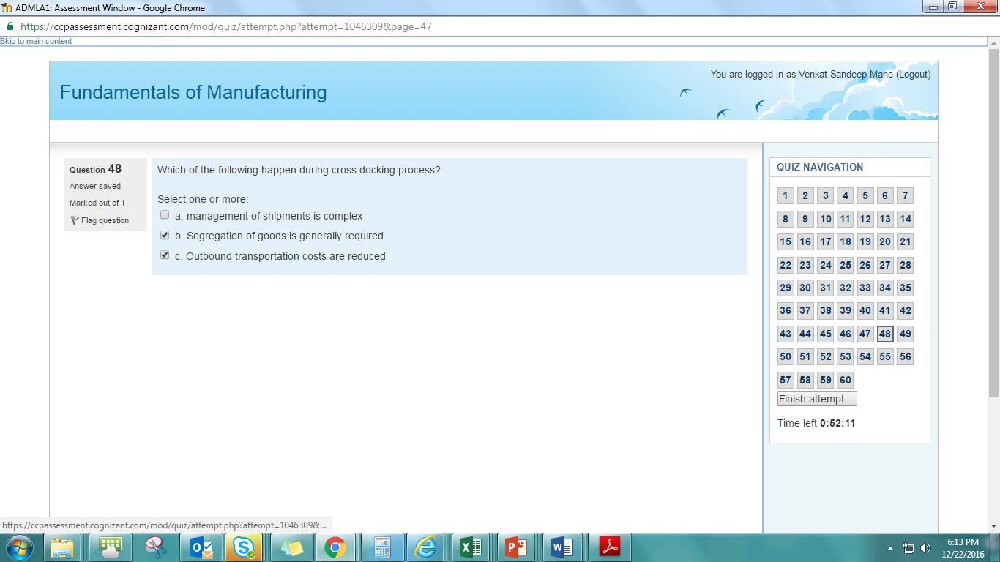 ADMLA1: Assessment Window - Google Chrome
https://ccpassessment.cognizant.com/mod/quiz/attempt.php?attempt=1046309&page=47
Skip to main content
You are logged in as Venkat Sandeep Mane (Logout)
Fundamentals of Manufacturing
Question 48
Answer saved
Marked out of 1
Flag question
Which of the following happen during cross docking process?
Select one or more:
a. management of shipments is complex
b. Segregation of goods is generally required
c. Outbound transportation costs are reduced
QUIZ NAVIGATION
1 2 3 4 5 6 7
8 9 10 11 12 13 14
15 16 17 18 19 20 21
22 23 24 25 26 27 28
29 30 31 32 33 34 35
36 37 38 39 40 41 42
43 44 45 46 47 48 49
50 51 52 53 54 55 56
57 58 59 60
Finish attempt ...
Time left 0:52:11
https://ccpassessment.cognizant.com/mod/quiz/attempt.php?attempt=1046309&...
6:13 PM
12/22/2016